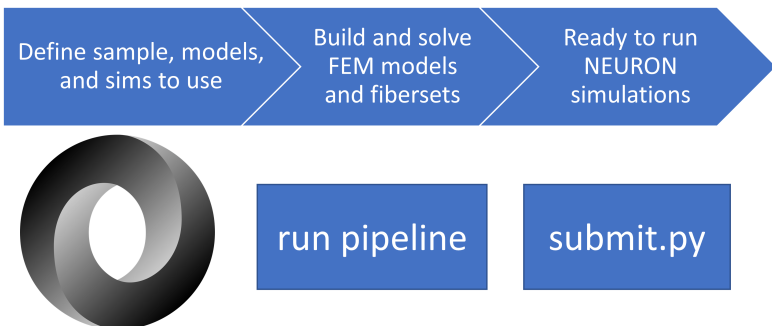 Define sample, models,
and sims to use
Build and solve
FEM models
and fibersets
Ready to run
NEURON
simulations
run pipeline
submit.py